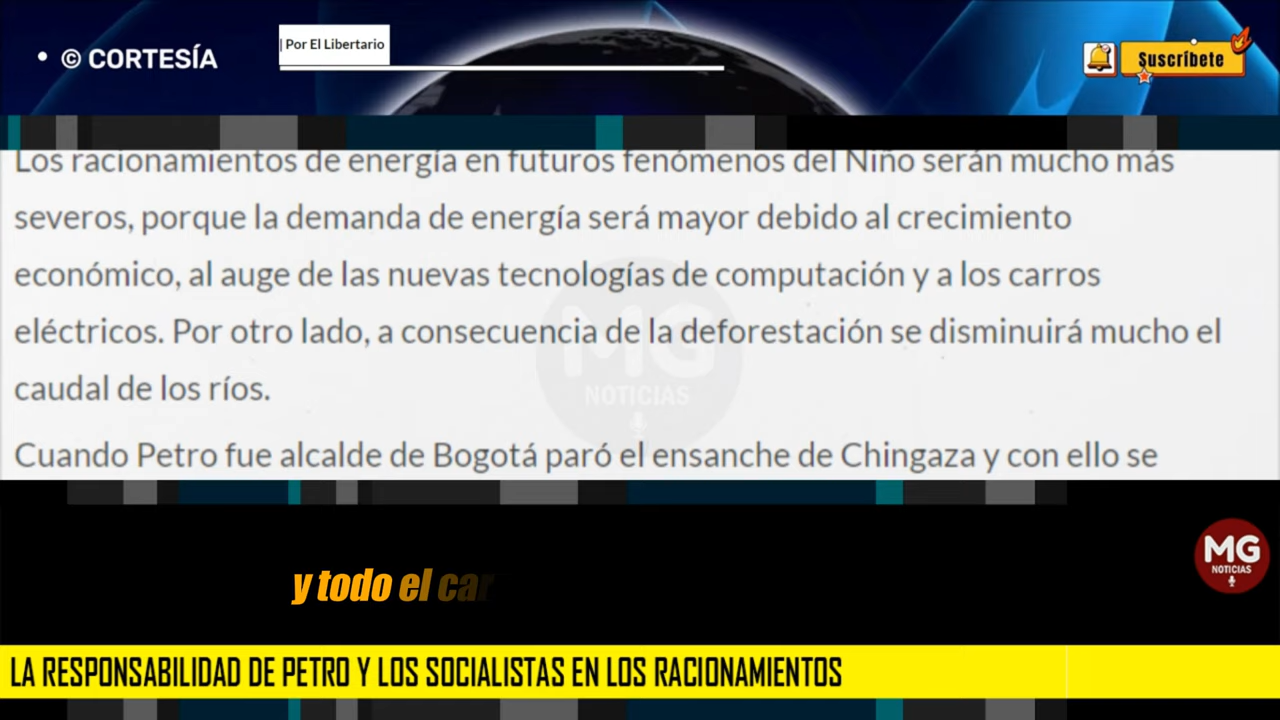 • © CORTESÍA
| Por El Libertario
Suscríbete
Los racionamientos de energía en futuros fenómenos del Niño serán mucho más
severos, porque la demanda de energía será mayor debido al crecimiento
económico, al auge de las nuevas tecnologías de computación y a los carros
eléctricos. Por otro lado, a consecuencia de la deforestación se disminuirá mucho el
caudal de los ríos.
MG
NOTICIAS
Cuando Petro fue alcalde de Bogotá paró el ensanche de Chingaza y con ello se
MG
NOTICIAS
y todo el car
LA RESPONSABILIDAD DE PETRO Y LOS SOCIALISTAS EN LOS RACIONAMIENTOS